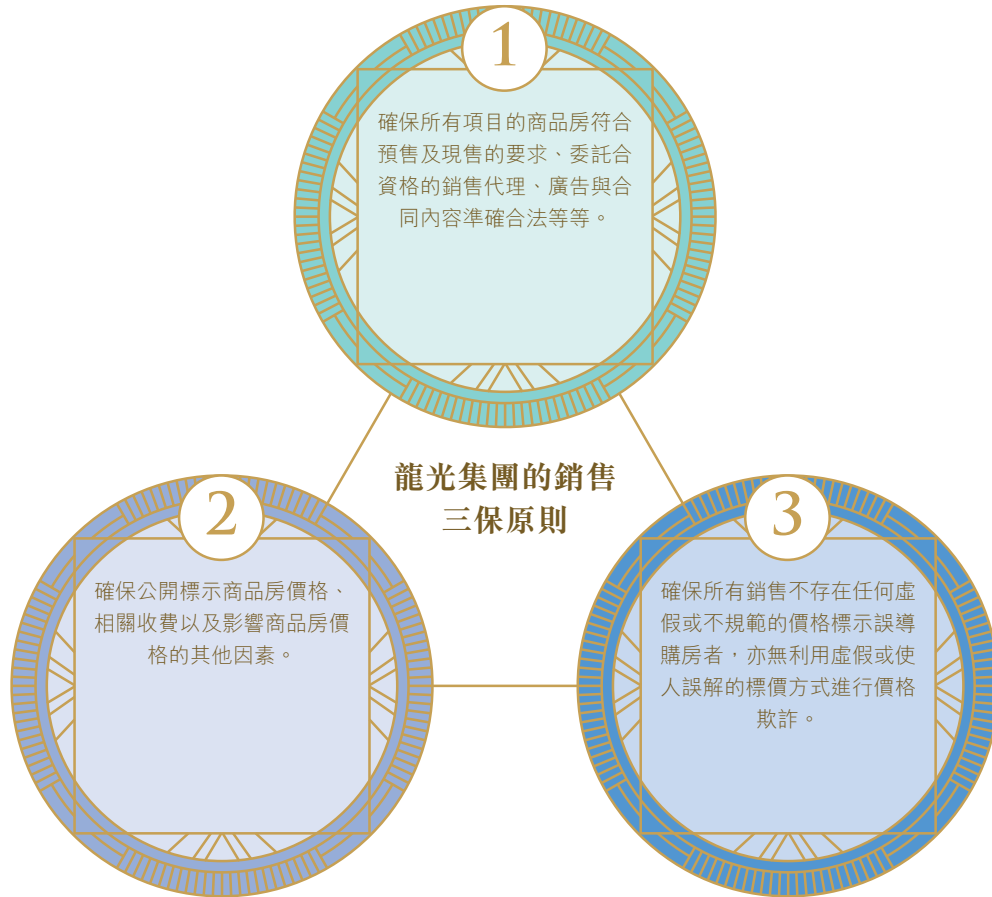 1
確保所有項目的商品房符合
預售及現售的要求、委託合
資格的銷售代理、廣告與合
同內容準確合法等等。
龍光集團的銷售
三保原則
2
確保公開標示商品房價格、
相關收費以及影響商品房價
格的其他因素。
3
確保所有銷售不存在任何虛
假或不規範的價格標示誤導
購房者，亦無利用虛假或使
人誤解的標價方式進行價格
欺詐。